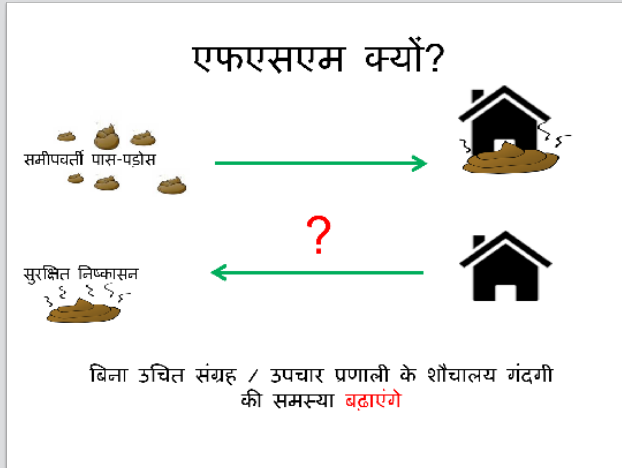 एफएसएम क्यों?
समीपवर्ती पास-पड़ोस
?
सुरक्षित निष्कासन
बिना उचित संग्रह / उपचार प्रणाली के शौचालय गंदगी
की समस्या बढ़ाएंगे